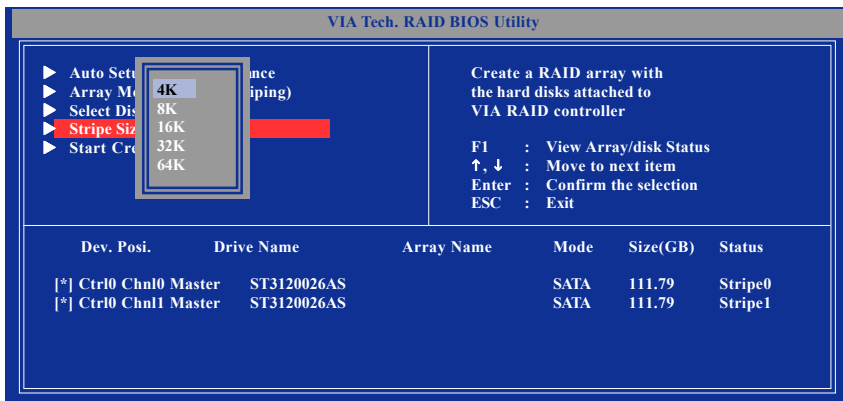 VIA Tech. RAID BIOS Utility
Auto Setu nce
Array Mo iping)
Select Dis
Stripe Siz
Start Cre
4K
8K
16K
32K
64K
Create a RAID array with
the hard disks attached to
VIA RAID controller
F1 : View Array/disk Status
↑, ↓ : Move to next item
Enter : Confirm the selection
ESC : Exit
Dev. Posi. Drive Name Array Name Mode Size(GB) Status
[*] Ctrl0 Chnl0 Master ST3120026AS SATA 111.79 Stripe0
[*] Ctrl0 Chnl1 Master ST3120026AS SATA 111.79 Stripe1